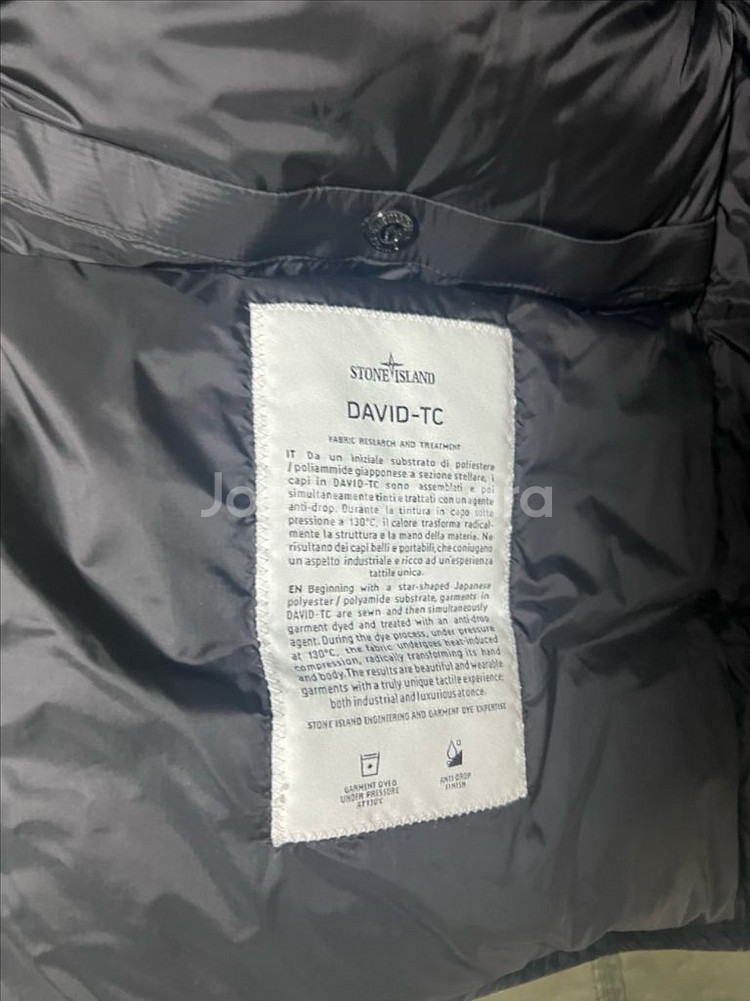 STONE ISLAND
DAVID-TC
FABRIC RESEARCH AND TREATMENT
IT Da un iniziale substrato di poliestere
/poliammide giapponese a sezione stellare, i
capi in DAVID-TC sono assemblati e poi
simultaneamente tinti e trattati con un agente
anti-drop. Durante la tintura in capo sotto
pressione a 130°C, il calore trasforma radical-
mente la struttura e la mano della materia. Ne
risultano dei capi belli e portabili, che coniugano
un aspetto industriale e ricco ad un'esperienza
tattile unica.
EN Beginning with a star-shaped Japanese
polyester/ polyamide substrate, garments in
DAVID-TC are sewn and then simultaneously
garment dyed and treated with an anti-drop
agent. During the dye process, under pressure
at 130°C, the fabric undergoes heat-induced
compression, radically transforming its hand
and body. The results are beautiful and wearable
garments with a truly unique tactile experience:
both industrial and luxurious at once.
STONE ISLAND ENGINEERING AND GARMENT DYE EXPERTISE
GARMENT DYED
UNDER PRESSURE
AT 130°C
ANTI DROP
FINISH